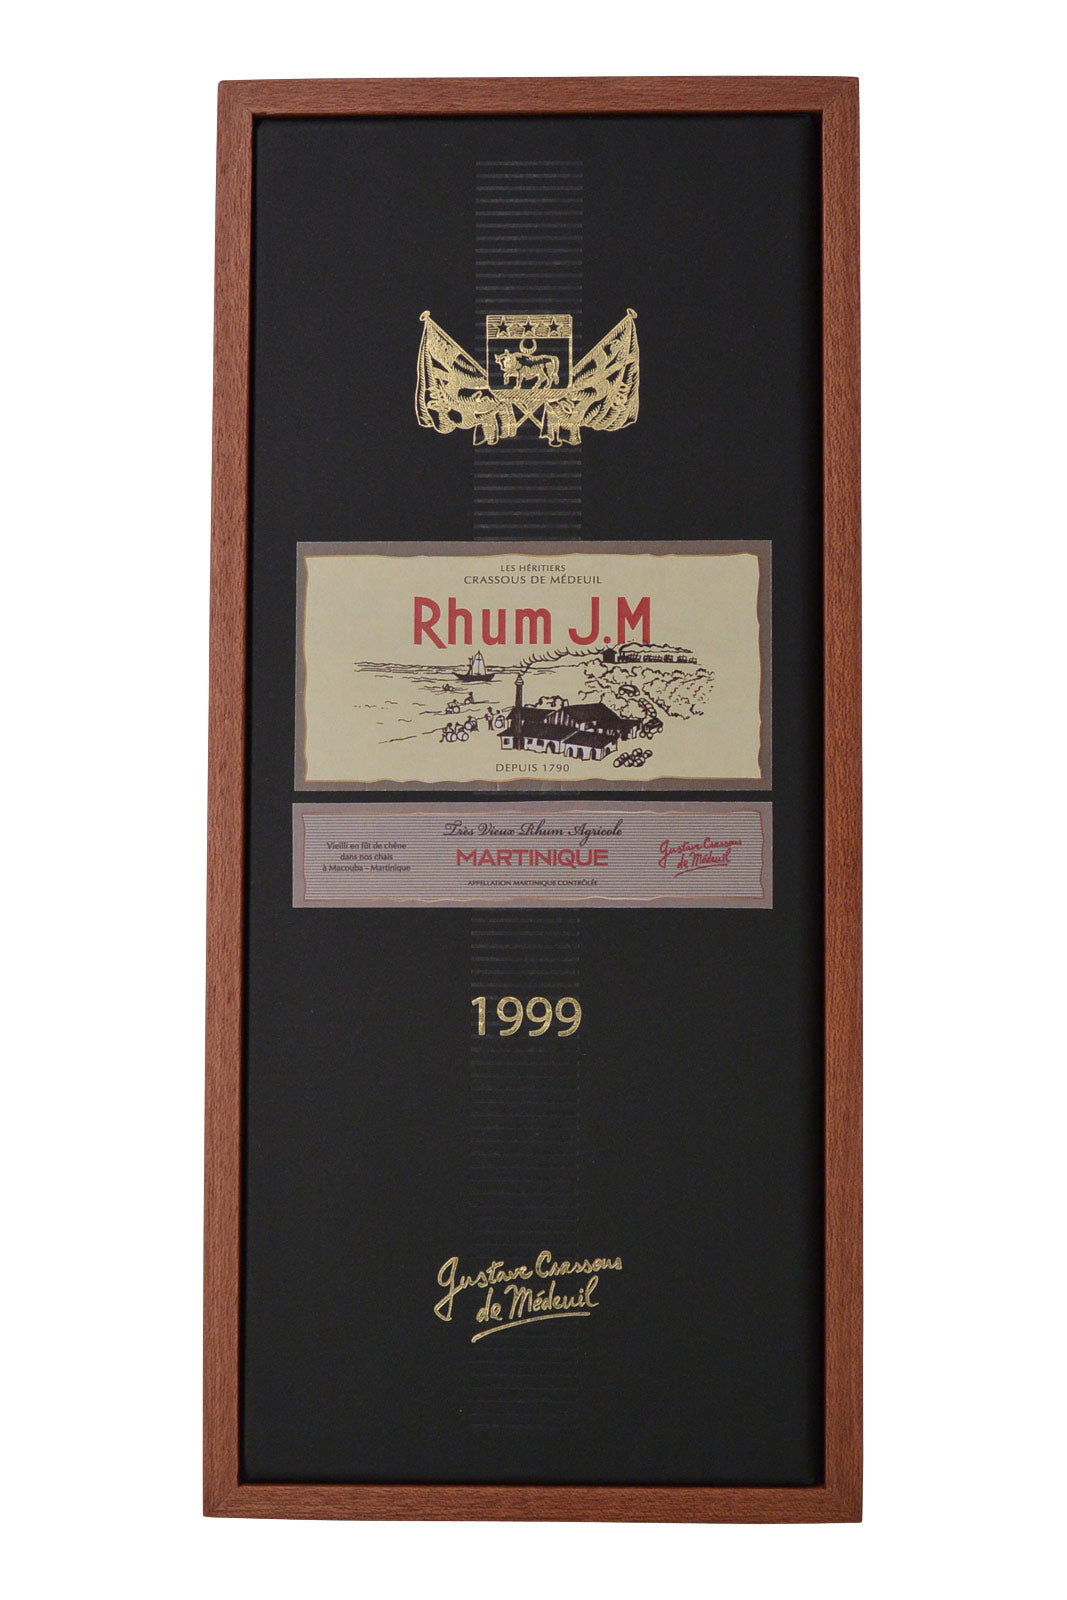 LES HÉRITIERS
CRASSOUS DE MÉDEUIL
Rhum J.M
DEPUIS 1790
Très Vieux Rhum Agricole
Vieilli en fût de chêne
dans nos chais
à Macouba - Martinique
MARTINIQUE
Gustave Crassous
de Médeuil
APPELLATION MARTINIQUE CONTRÔLÉE
1999
Gustave Crassous
de Médeuil